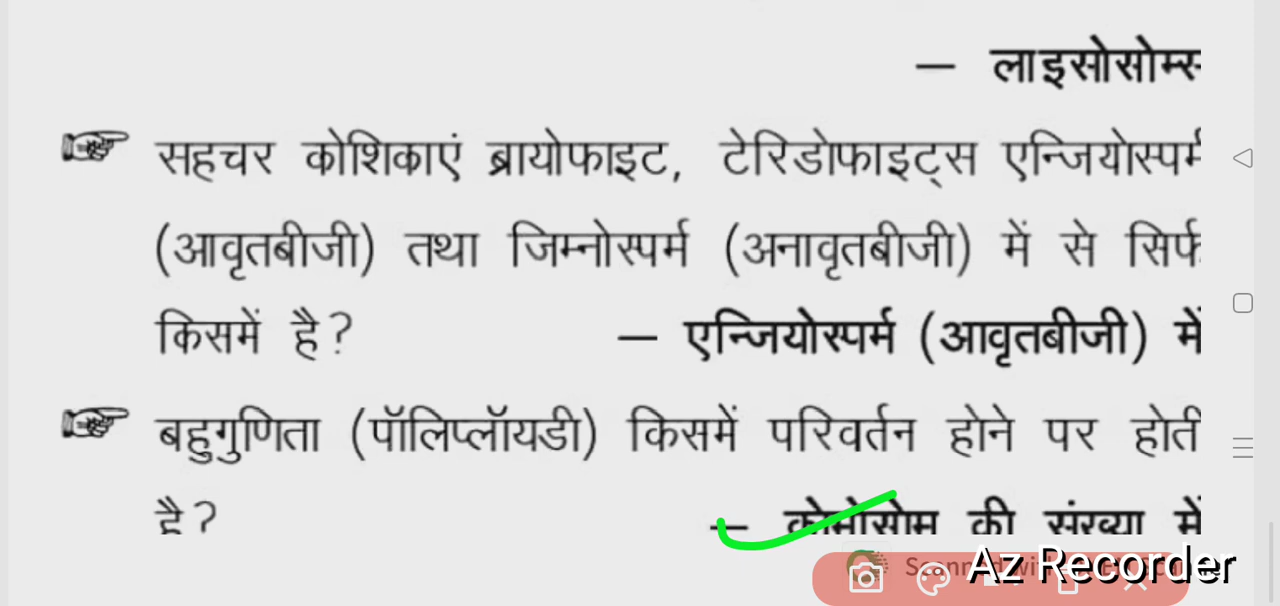 — लाइसोसोम्स
सहचर कोशिकाएं ब्रायोफाइट, टेरिडोफाइट्स एन्जियोस्पर्म
(आवृतबीजी) तथा जिम्नोस्पर्म (अनावृतबीजी) में से सिर्फ
किसमें है? — एन्जियोस्पर्म (आवृतबीजी) में
बहुगुणिता (पॉलिप्लॉयडी) किसमें परिवर्तन होने पर होती
है? — क्रोमोसोम की संख्या में
Az Recorder